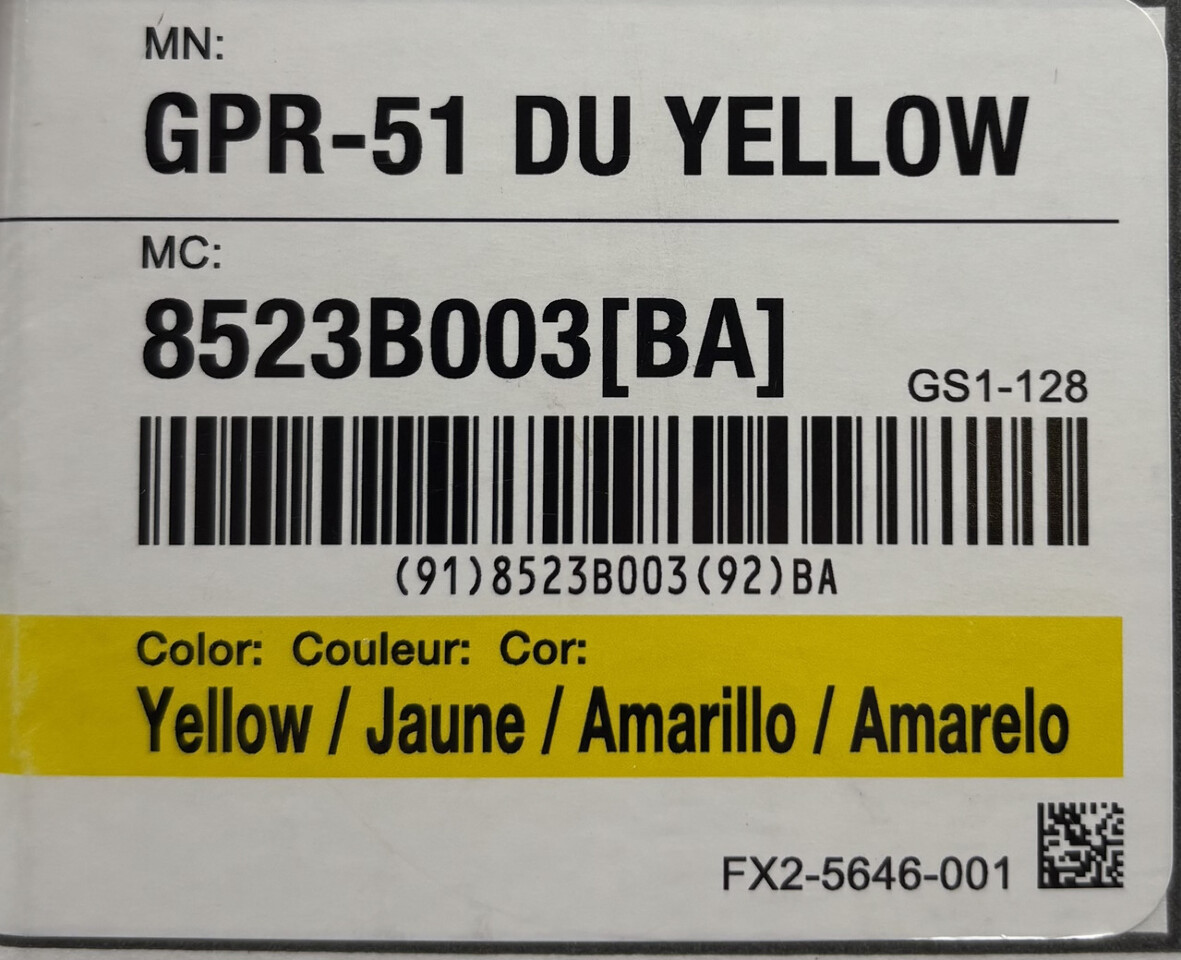 MN:
GPR-51 DU YELLOW
MC:
8523B003[BA]
GS1-128
(91)8523B003(92)BA
Color: Couleur: Cor:
Yellow / Jaune / Amarillo / Amarelo
FX2-5646-001